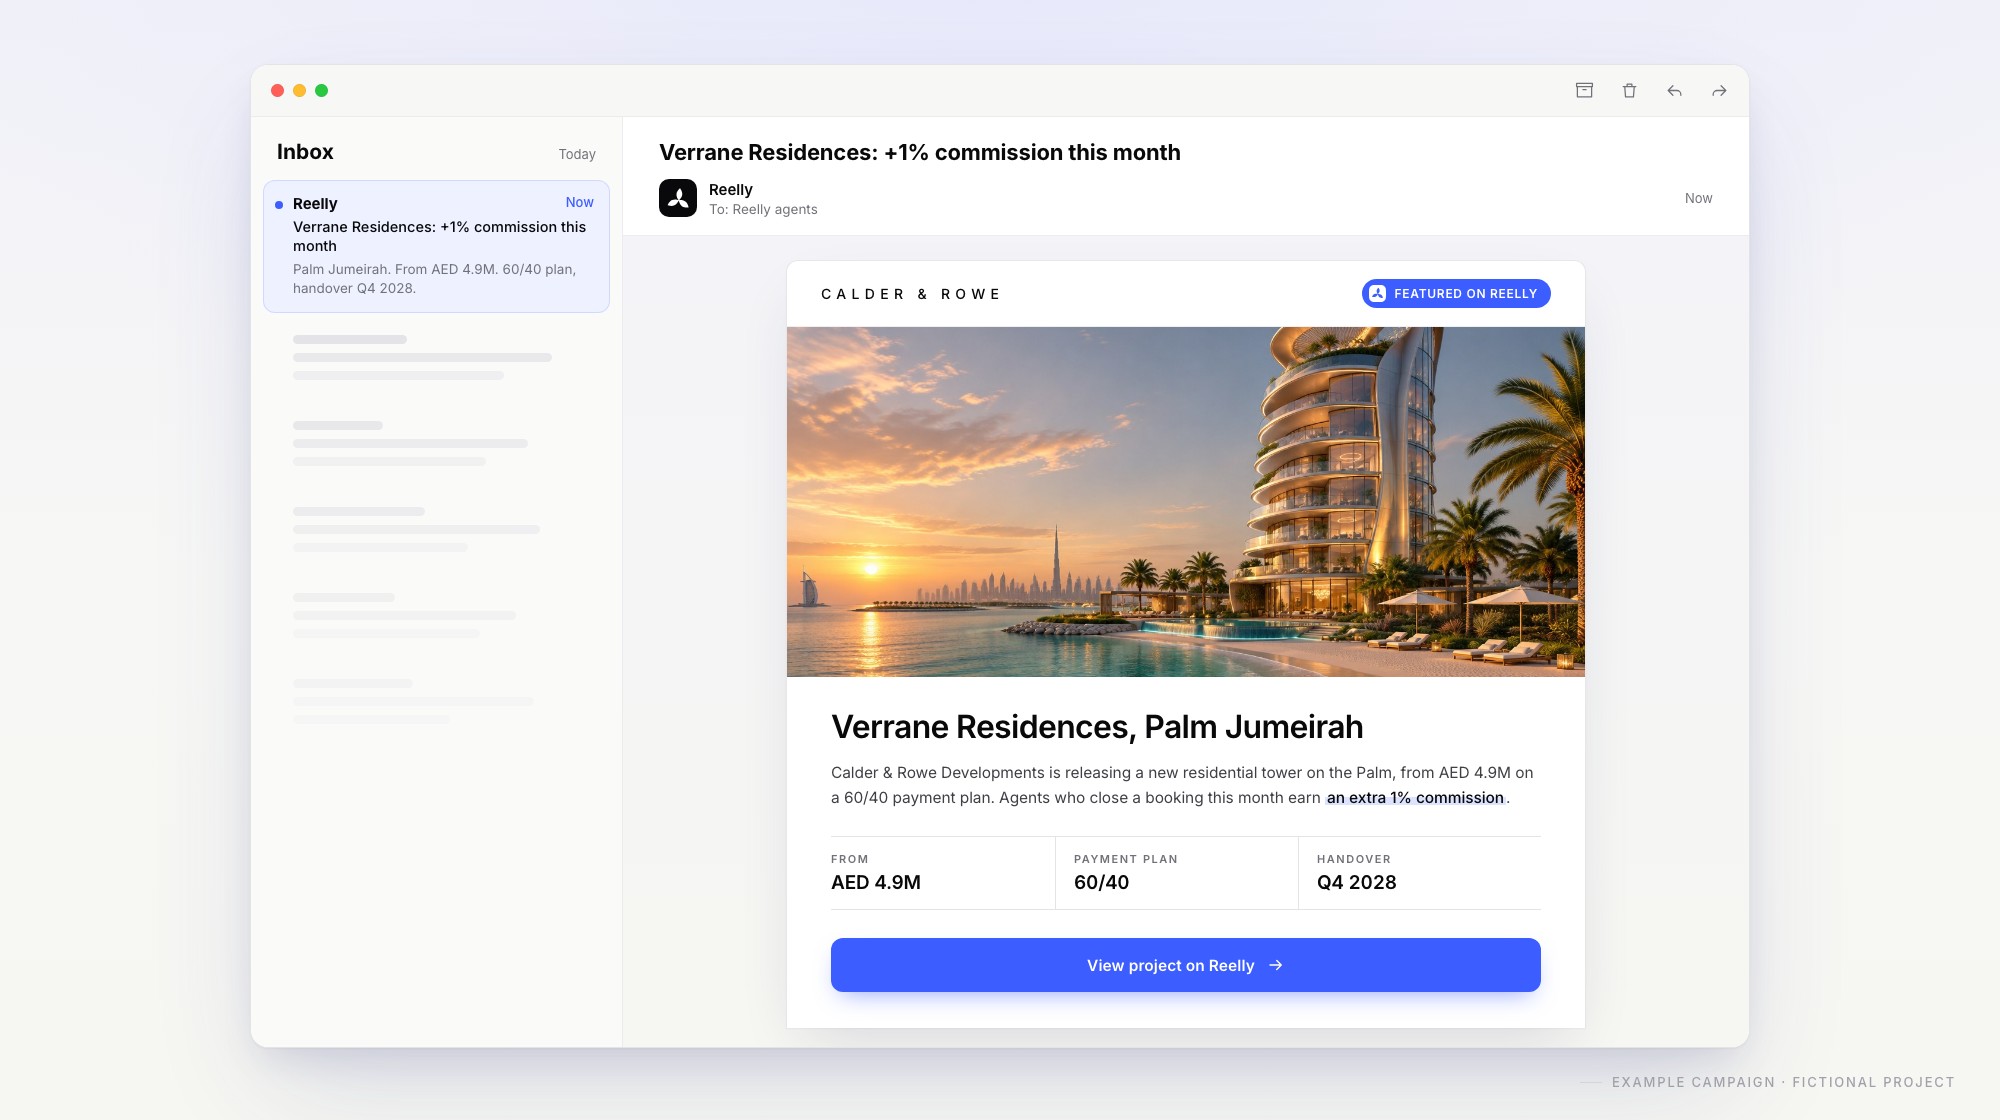 Inbox
Today
Reelly
Now
Verrane Residences: +1% commission this
month
Palm Jumeirah. From AED 4.9M. 60/40 plan,
handover Q4 2028.
Verrane Residences: +1% commission this month
Reelly
To: Reelly agents
Now
CALDER & ROWE
FEATURED ON REELLY
Verrane Residences, Palm Jumeirah
Calder & Rowe Developments is releasing a new residential tower on the Palm, from AED 4.9M on
a 60/40 payment plan. Agents who close a booking this month earn an extra 1% commission.
FROM
AED 4.9M
PAYMENT PLAN
60/40
HANDOVER
Q4 2028
View project on Reelly →
EXAMPLE CAMPAIGN · FICTIONAL PROJECT